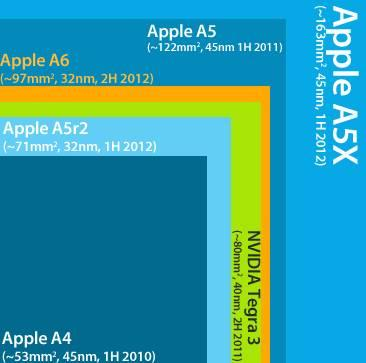 Apple A5
(~122mm², 45nm 1H 2011)
Apple A5X
(~163mm², 45nm, 1H 2012)
Apple A6
(~97mm², 32nm, 2H 2012)
Apple A5r2
(~71mm², 32nm, 1H 2012)
NVIDIA Tegra 3
(~80mm², 40nm, 2H 2011)
Apple A4
(~53mm², 45nm, 1H 2010)